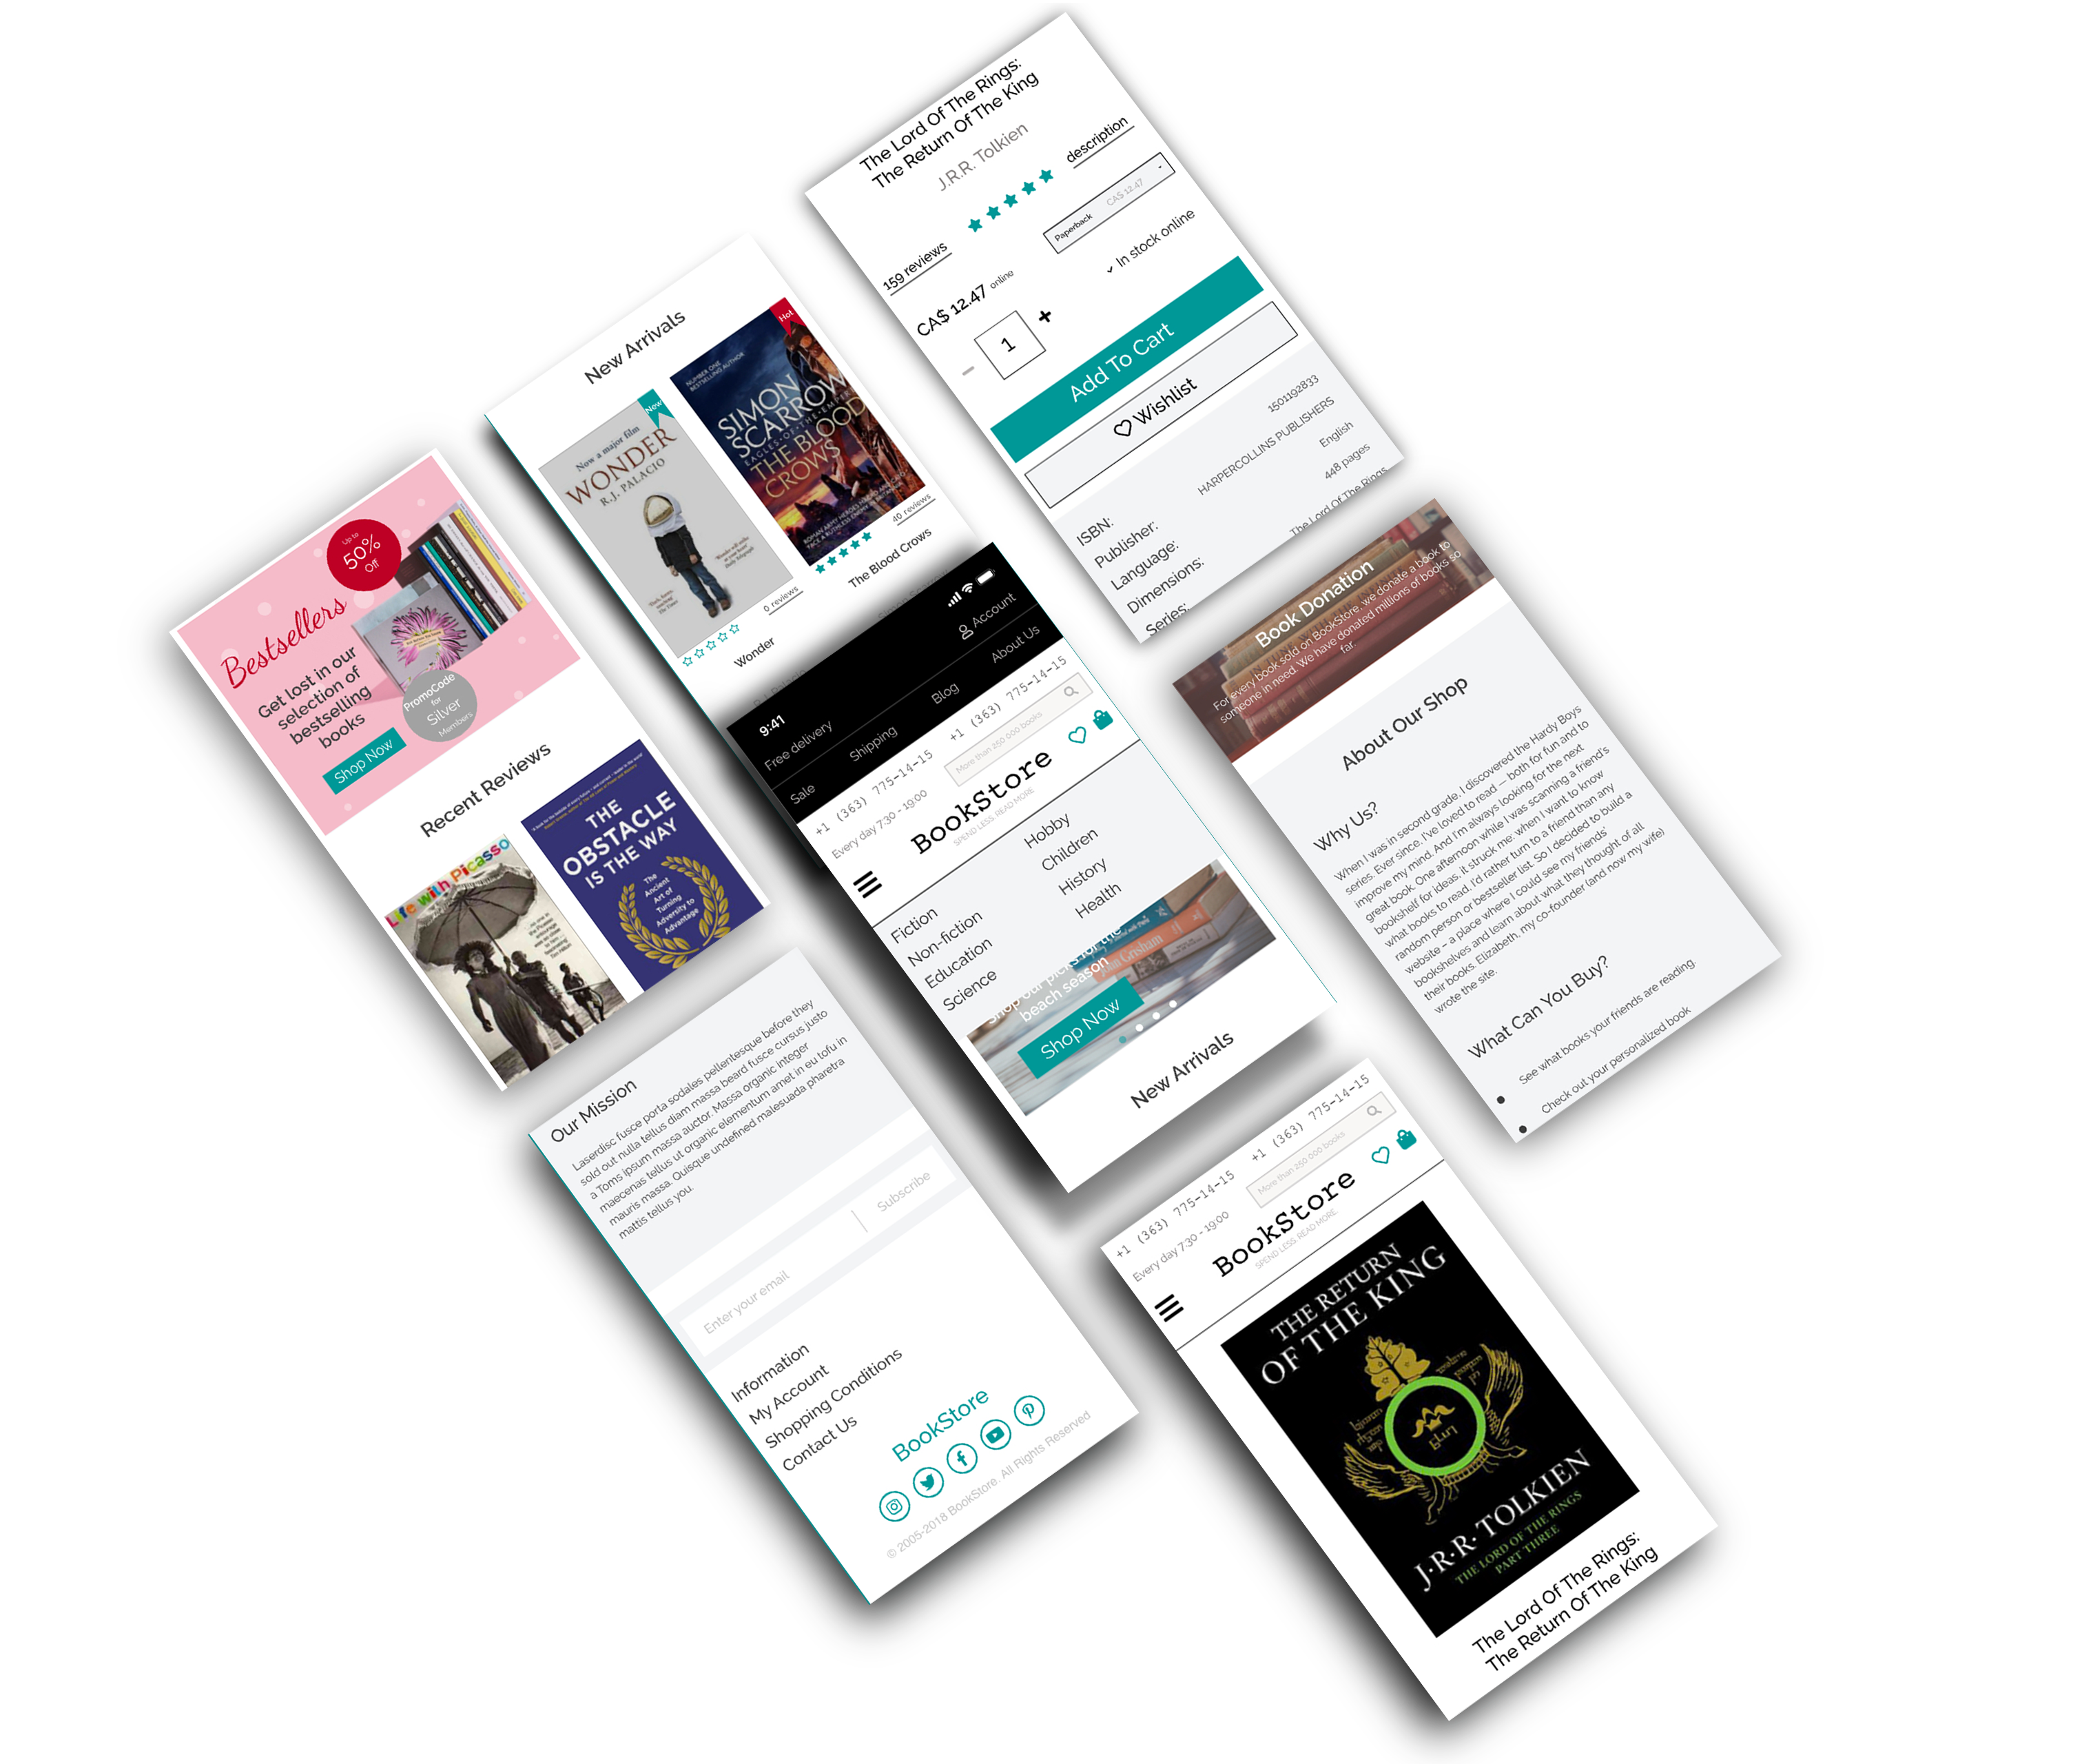 The Lord Of The Rings:
The Return Of The King
J.R.R. Tolkien
159 reviews
description
CA$ 12.47 online
Paperback CA$ 12.47
1
In stock online
Add To Cart
Wishlist
ISBN:
1501192833
Publisher:
HARPERCOLLINS PUBLISHERS
Language:
English
Dimensions:
448 pages
Series:
The Lord Of The Rings
New Arrivals
New
Now a major film
WONDER
R.J. PALACIO
0 reviews
Wonder
Hot
NUMBER ONE
BESTSELLING AUTHOR
SIMON
SCARROW
EAGLES OF THE EMPIRE
THE BLOOD
CROWS
40 reviews
The Blood Crows
Up to
50%
Off
Bestsellers
Get lost in our
selection of
bestselling
books
Shop Now
PromoCode
for
Silver
Members
Recent Reviews
Life with Picasso
THE
OBSTACLE
IS THE WAY
The
Ancient
Art of
Turning
Adversity to
Advantage
9:41
Free delivery
Account
Sale
Shipping
Blog
About Us
+1 (363) 775-14-15
+1 (363) 775-14-15
Every day 7:30 - 19:00
More than 250 000 books
BookStore
SPEND LESS. READ MORE.
Fiction
Non-fiction
Education
Science
Hobby
Children
History
Health
Shop our picks for the
beach season
Shop Now
John Grisham
New Arrivals
Book Donation
For every book sold on BookStore, we donate a book to
someone in need. We have donated millions of books so
far
About Our Shop
Why Us?
When I was in second grade, I discovered the Hardy Boys
series. Ever since, I've loved to read — both for fun and to
improve my mind. And I'm always looking for the next
great book. One afternoon while I was scanning a friend's
bookshelf for ideas, it struck me: when I want to know
what books to read, I'd rather turn to a friend than any
random person or bestseller list. So I decided to build a
website – a place where I could see my friends'
bookshelves and learn about what they thought of all
their books. Elizabeth, my co-founder (and now my wife)
wrote the site.
What Can You Buy?
See what books your friends are reading.
Check out your personalized book
Our Mission
Laserdisc fusce porta sodales pellentesque before they
sold out nulla tellus diam massa beard fusce cursus justo
a Toms ipsum massa auctor. Massa organic integer
maecenas tellus ut organic elementum amet in eu tofu in
mauris massa. Quisque undefined malesuada pharetra
mattis tellus you.
Enter your email
Subscribe
Information
My Account
Shopping Conditions
Contact Us
BookStore
© 2005-2018 BookStore. All Rights Reserved
+1 (363) 775-14-15
+1 (363) 775-14-15
Every day 7:30 - 19:00
More than 250 000 books
BookStore
SPEND LESS. READ MORE.
THE RETURN
OF THE KING
J·R·R·TOLKIEN
THE LORD OF THE RINGS
PART THREE
The Lord Of The Rings:
The Return Of The King